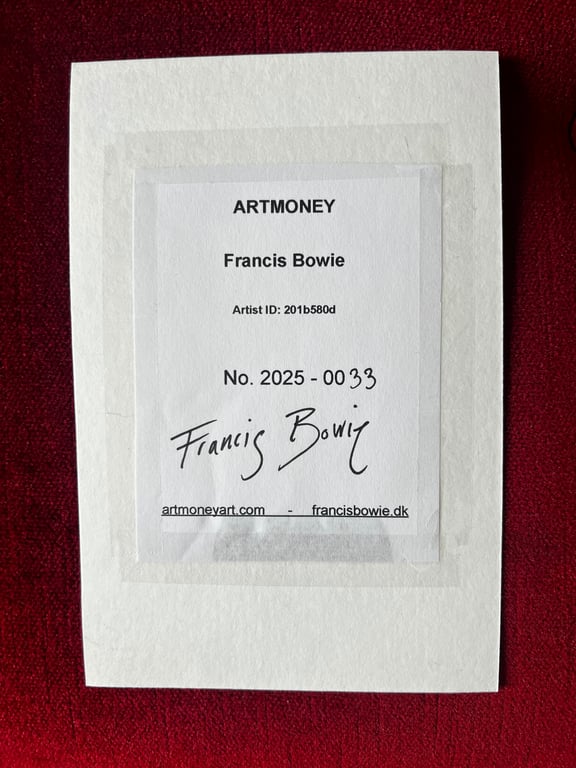 ARTMONEY
Francis Bowie
Artist ID: 201b580d
No. 2025 - 0033
Francis Bowie
artmoneyart.com - francisbowie.dk